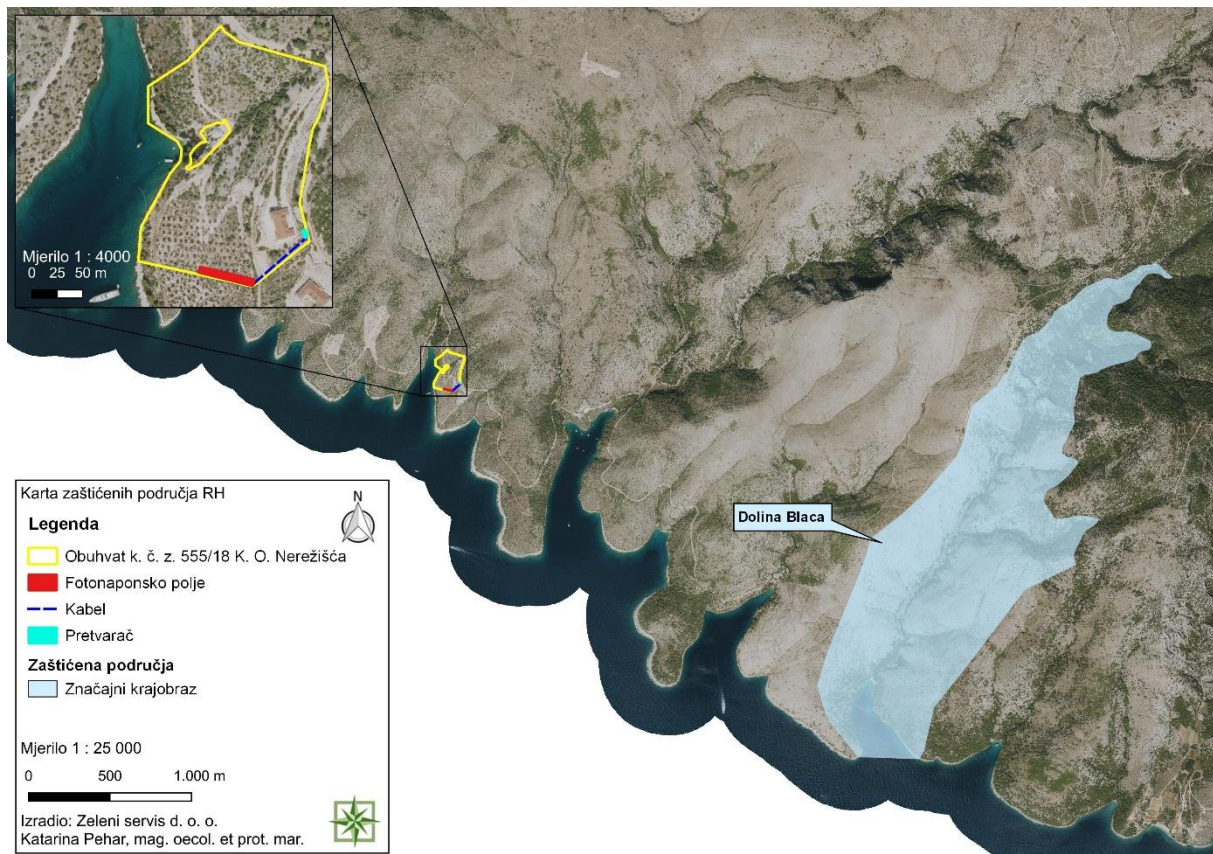 Mjerilo 1 : 4000
0 25 50 m
Dolina Blaca
Karta zaštićenih područja RH
N
Legenda
Obuhvat k. č. z. 555/18 K. O. Nerežišća
Fotonaponsko polje
Kabel
Pretvarač
Zaštićena područja
Značajni krajobraz
Mjerilo 1 : 25 000
0 500 1.000 m
Izradio: Zeleni servis d. o. o.
Katarina Pehar, mag. oecol. et prot. mar.